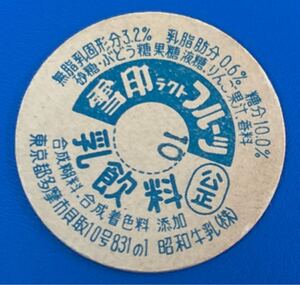 無脂乳固形分3.2% 乳脂肪分0.6% 糖分10.0%
砂糖・ぶどう糖果糖液糖、りんご果汁、香料
雪印ラクトフルーツ
10
乳飲料
公正
合成糊料、合成着色料 添加
東京都多摩市貝取10号831の1 昭和牛乳(株)